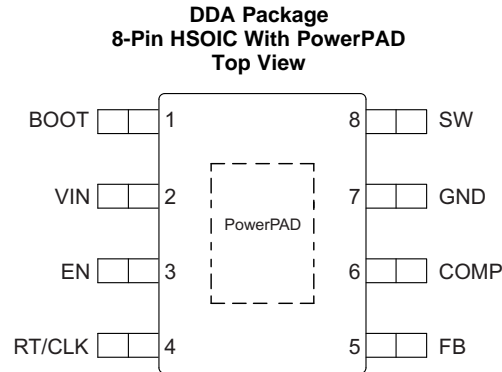 DDA Package
8-Pin HSOIC With PowerPAD
Top View
BOOT 1 8 SW
VIN 2 7 GND
PowerPAD
EN 3 6 COMP
RT/CLK 4 5 FB